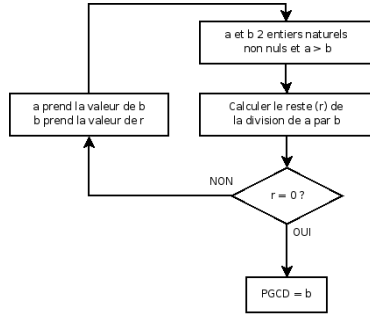 a et b 2 entiers naturels
non nuls et a > b
a prend la valeur de b
b prend la valeur de r
Calculer le reste (r) de
la division de a par b
NON
r = 0 ?
OUI
PGCD = b